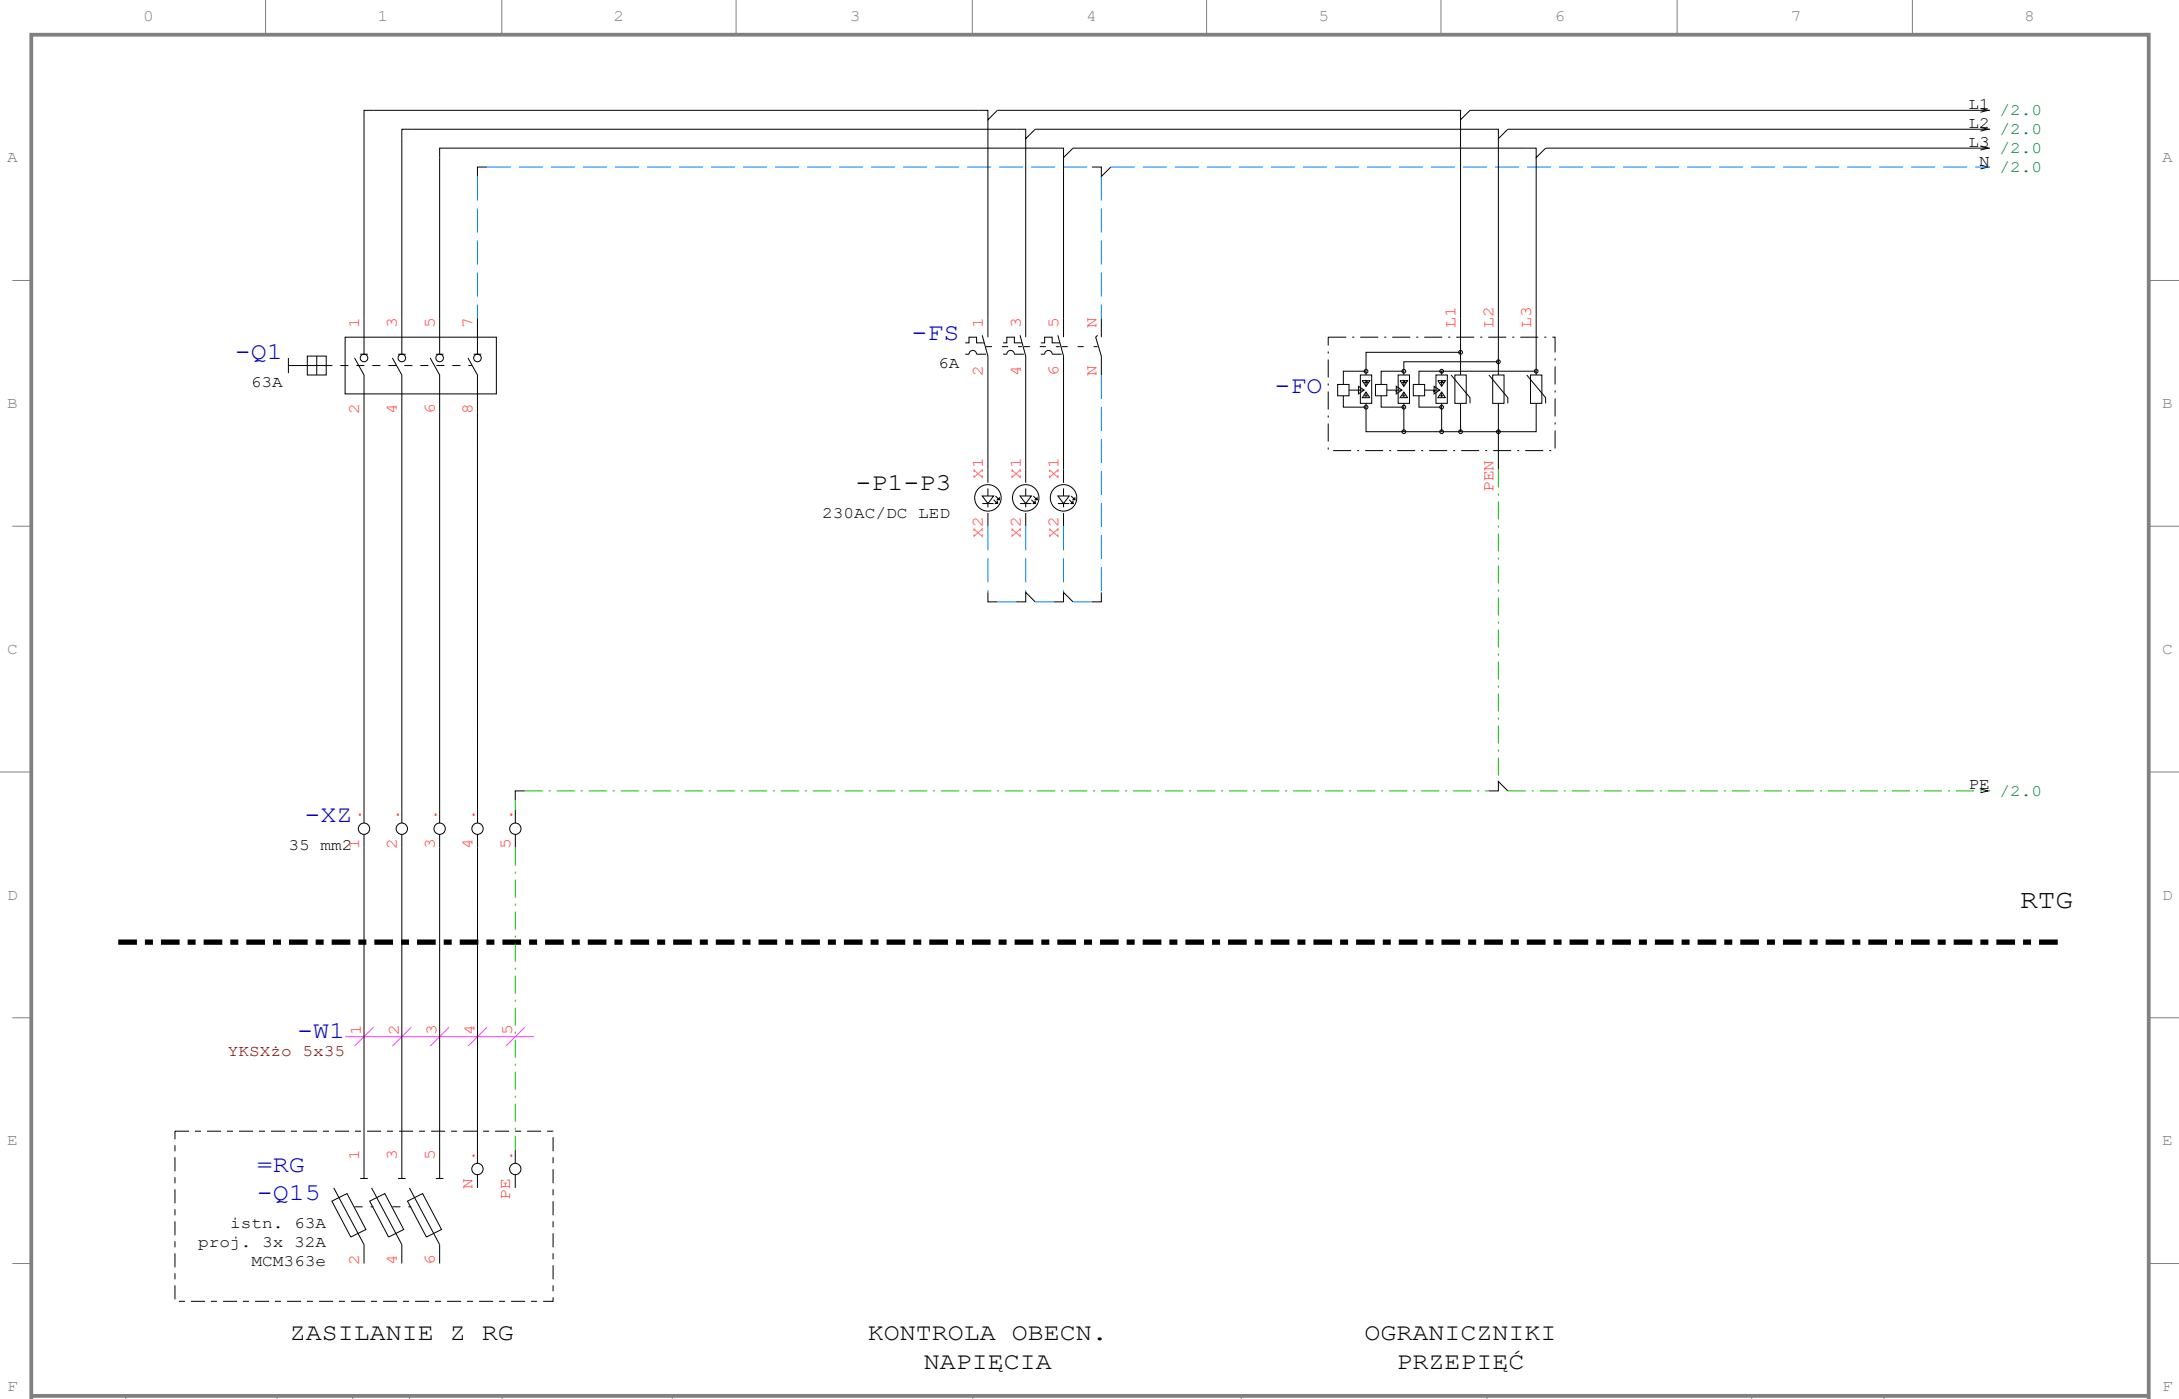 0 1 2 3 4 5 6 7 8
L1 /2.0
L2 /2.0
L3 /2.0
N /2.0
A A
1 3 5 7
-Q1
63A
2 4 6 8
-FS
6A
1 3 5 N
2 4 6 N
L1 L2 L3
-FO
PEN
B B
-P1-P3
230AC/DC LED
X1 X1 X1
X2 X2 X2
C C
PE /2.0
-XZ
35 mm2
1 2 3 4 5
D D
RTG
-W1
YKSXżo 5x35
1 2 3 4 5
E E
=RG
-Q15
istn. 63A
proj. 3x 32A
MCM363e
1 3 5 N PE
2 4 6
ZASILANIE Z RG
KONTROLA OBECN.
NAPIĘCIA
OGRANICZNIKI
PRZEPIĘĆ
F F